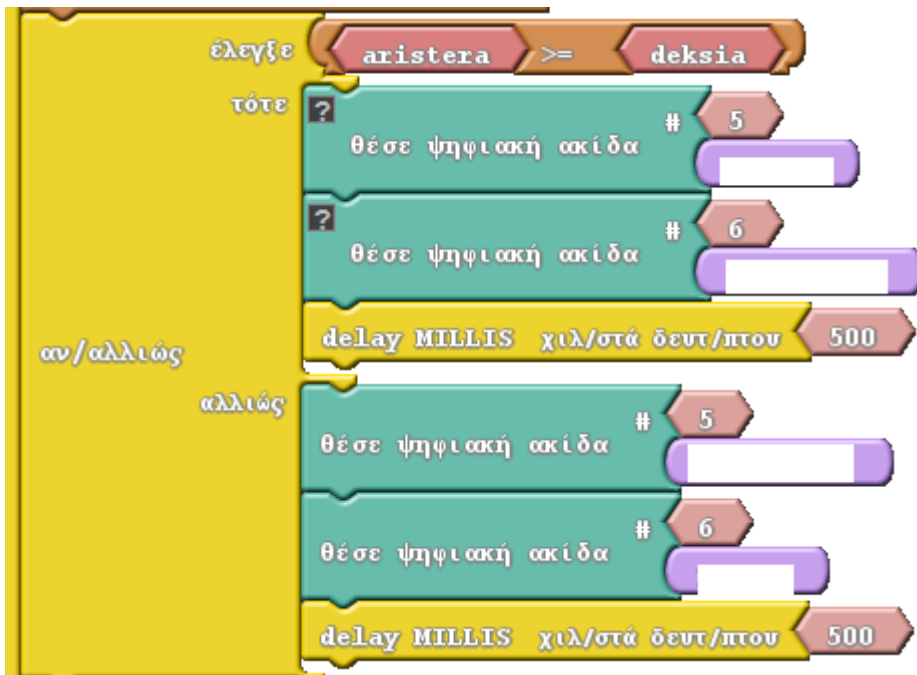 έλεγξε aristera >= deksia
τότε
? # 5
θέσε ψηφιακή ακίδα
? # 6
θέσε ψηφιακή ακίδα
delay MILLIS χιλ/στά δευτ/πτου 500
αν/αλλιώς
αλλιώς
# 5
θέσε ψηφιακή ακίδα
# 6
θέσε ψηφιακή ακίδα
delay MILLIS χιλ/στά δευτ/πτου 500